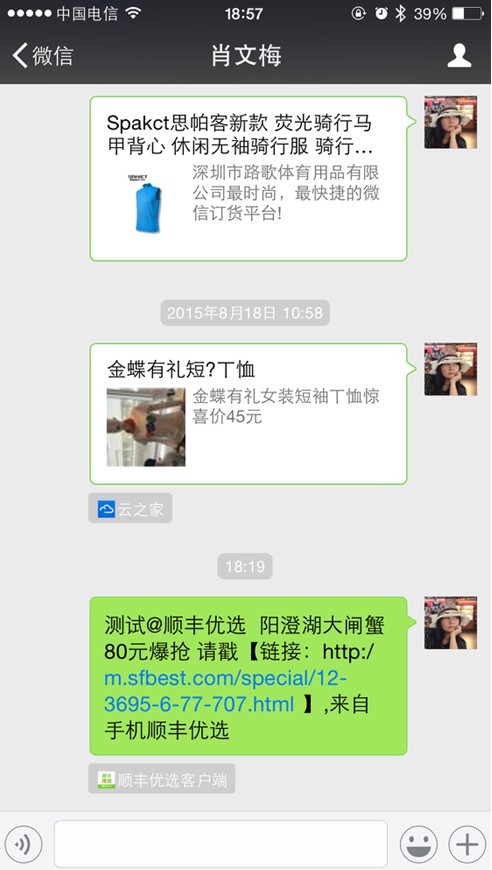 中国电信 18:57 39%
微信 肖文梅
Spakct思帕客新款 荧光骑行马
甲背心 休闲无袖骑行服 骑行...
SPAKCT
深圳市路歌体育用品有限
公司最时尚，最快捷的微
信订货平台!
2015年8月18日 10:58
金蝶有礼短?丅恤
金蝶有礼女装短袖丅恤惊
喜价45元
云之家
18:19
测试@顺丰优选 阳澄湖大闸蟹
80元爆抢 请戳【链接：http:/
m.sfbest.com/special/12-
3695-6-77-707.html 】,来自
手机顺丰优选
顺丰优选客户端